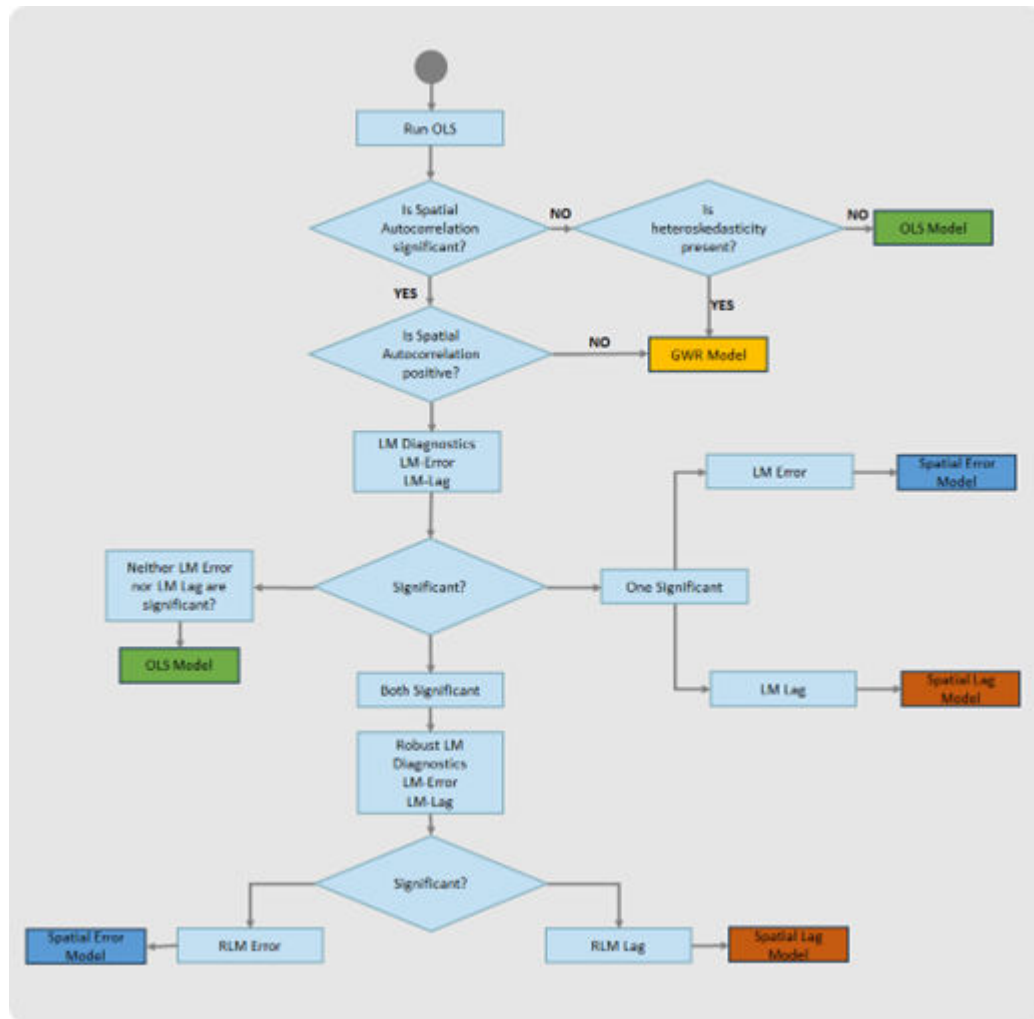 Run OLS
Is Spatial
Autocorrelation
significant?
NO
Is
heteroskedasticity
present?
NO
OLS Model
YES
YES
Is Spatial
Autocorrelation
positive?
NO
GWR Model
LM Diagnostics
LM-Error
LM-Lag
LM Error
Spatial Error
Model
Neither LM Error
nor LM Lag are
significant?
Significant?
One Significant
OLS Model
Both Significant
LM Lag
Spatial Lag
Model
Robust LM
Diagnostics
LM-Error
LM-Lag
Significant?
Spatial Error
Model
RLM Error
RLM Lag
Spatial Lag
Model